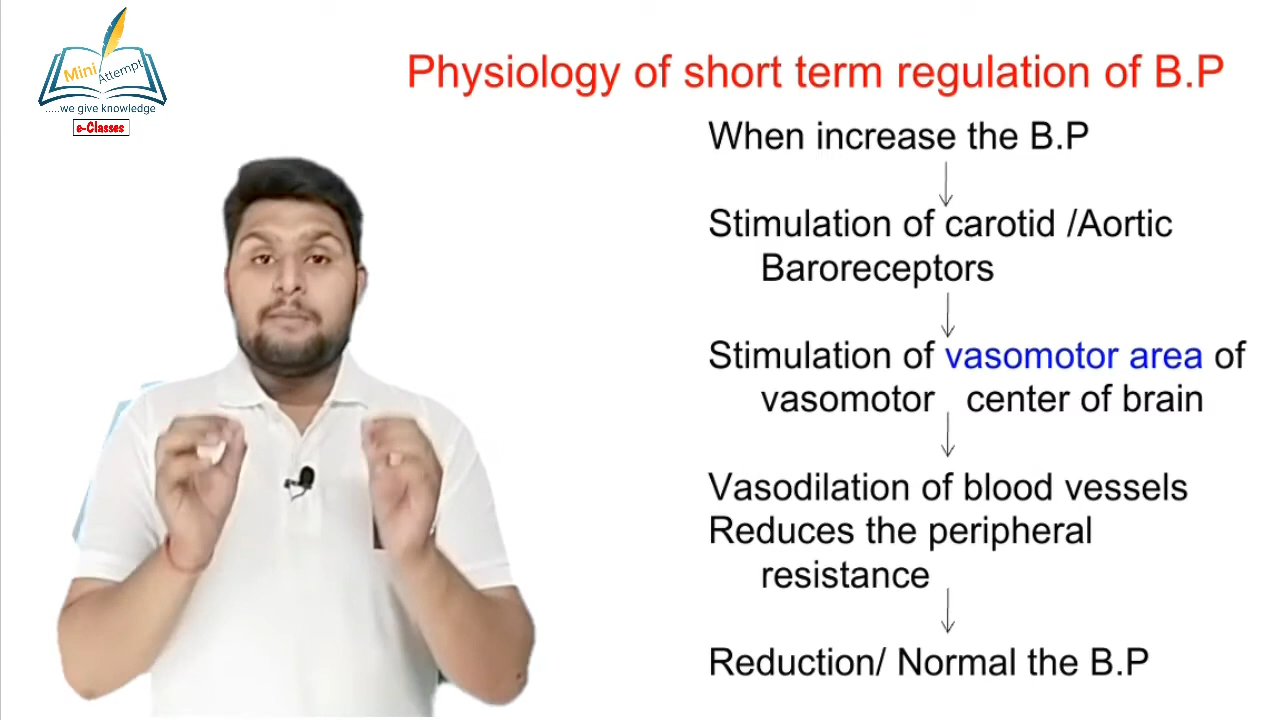 Mini Attempt
.....we give knowledge
e-Classes
Physiology of short term regulation of B.P
When increase the B.P
Stimulation of carotid /Aortic
Baroreceptors
Stimulation of vasomotor area of
vasomotor center of brain
Vasodilation of blood vessels
Reduces the peripheral
resistance
Reduction/ Normal the B.P